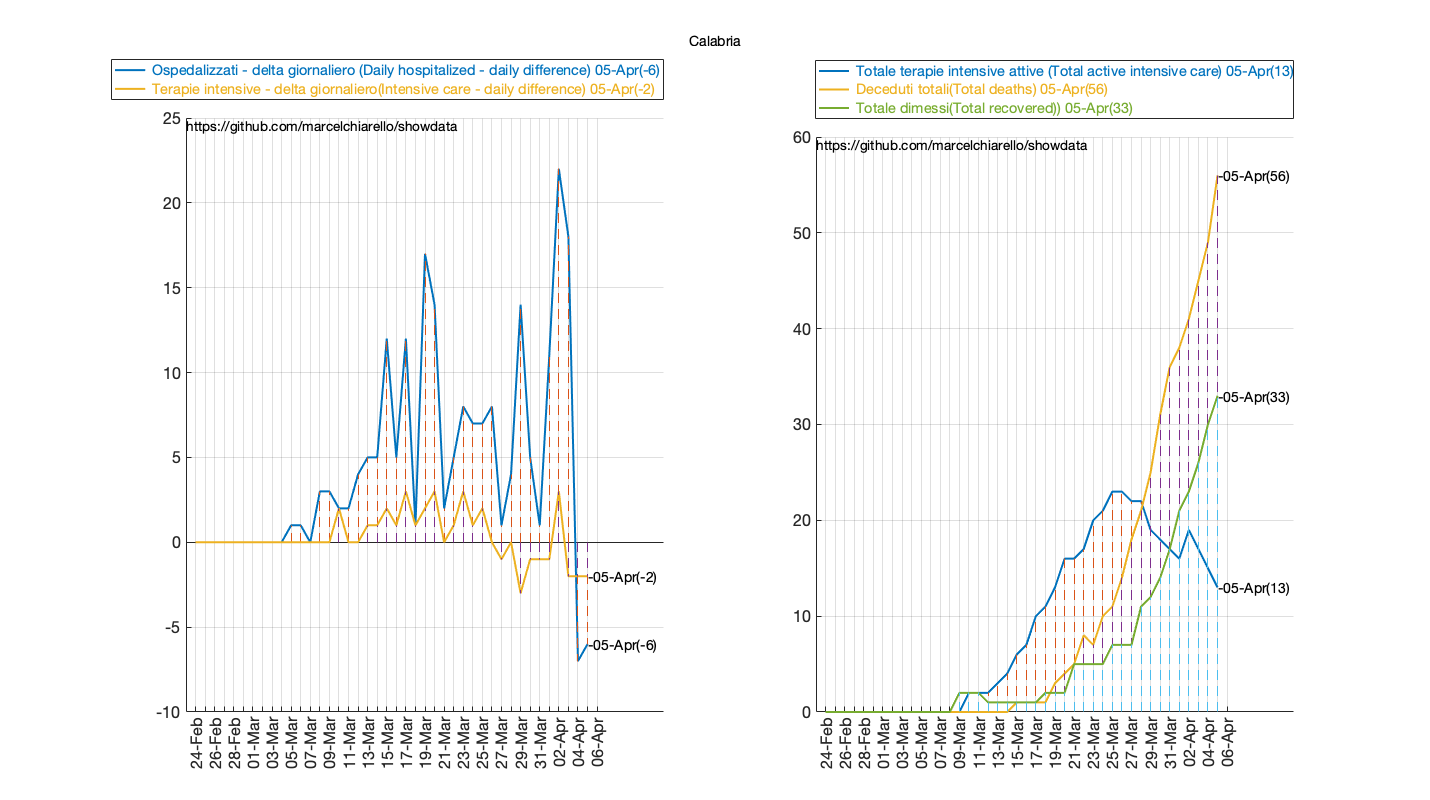 Calabria
Ospedalizzati - delta giornaliero (Daily hospitalized - daily difference) 05-Apr(-6)
Terapie intensive - delta giornaliero(Intensive care - daily difference) 05-Apr(-2)
https://github.com/marcelchiarello/showdata
25
20
15
10
5
0
-5
-10
-05-Apr(-2)
-05-Apr(-6)
24-Feb
26-Feb
28-Feb
01-Mar
03-Mar
05-Mar
07-Mar
09-Mar
11-Mar
13-Mar
15-Mar
17-Mar
19-Mar
21-Mar
23-Mar
25-Mar
27-Mar
29-Mar
31-Mar
02-Apr
04-Apr
06-Apr
Totale terapie intensive attive (Total active intensive care) 05-Apr(13)
Deceduti totali(Total deaths) 05-Apr(56)
Totale dimessi(Total recovered)) 05-Apr(33)
https://github.com/marcelchiarello/showdata
60
50
40
30
20
10
0
-05-Apr(56)
-05-Apr(33)
-05-Apr(13)
24-Feb
26-Feb
28-Feb
01-Mar
03-Mar
05-Mar
07-Mar
09-Mar
11-Mar
13-Mar
15-Mar
17-Mar
19-Mar
21-Mar
23-Mar
25-Mar
27-Mar
29-Mar
31-Mar
02-Apr
04-Apr
06-Apr